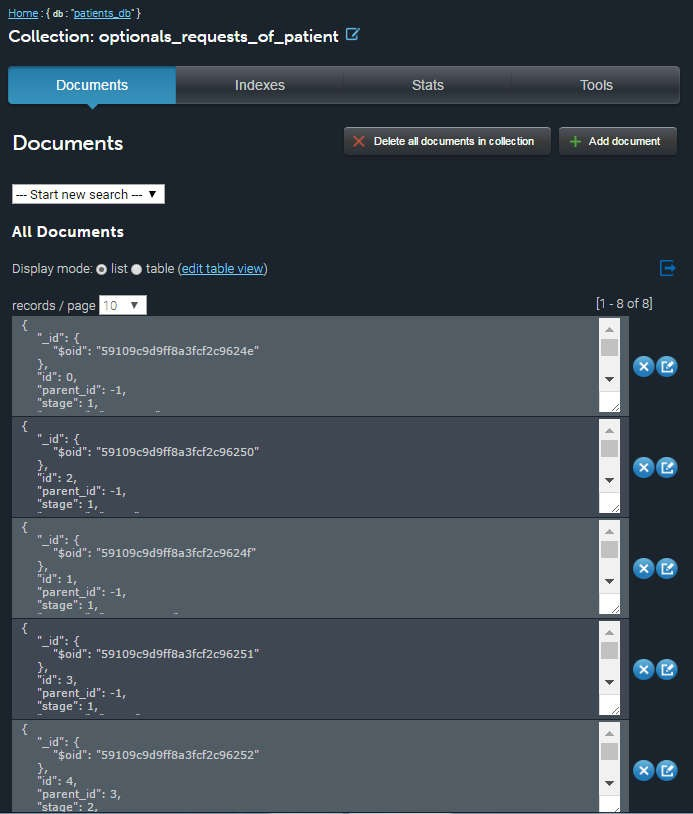 Home : { db : "patients_db" }
Collection: optionals_requests_of_patient
Documents Indexes Stats Tools
Documents
Delete all documents in collection
Add document
--- Start new search ---
All Documents
Display mode: list table (edit table view)
records / page 10 [1 - 8 of 8]
{
"_id": {
"$oid": "59109c9d9ff8a3fcf2c9624e"
},
"id": 0,
"parent_id": -1,
"stage": 1,
{
"_id": {
"$oid": "59109c9d9ff8a3fcf2c96250"
},
"id": 2,
"parent_id": -1,
"stage": 1,
{
"_id": {
"$oid": "59109c9d9ff8a3fcf2c9624f"
},
"id": 1,
"parent_id": -1,
"stage": 1,
{
"_id": {
"$oid": "59109c9d9ff8a3fcf2c96251"
},
"id": 3,
"parent_id": -1,
"stage": 1,
{
"_id": {
"$oid": "59109c9d9ff8a3fcf2c96252"
},
"id": 4,
"parent_id": 3,
"stage": 2,